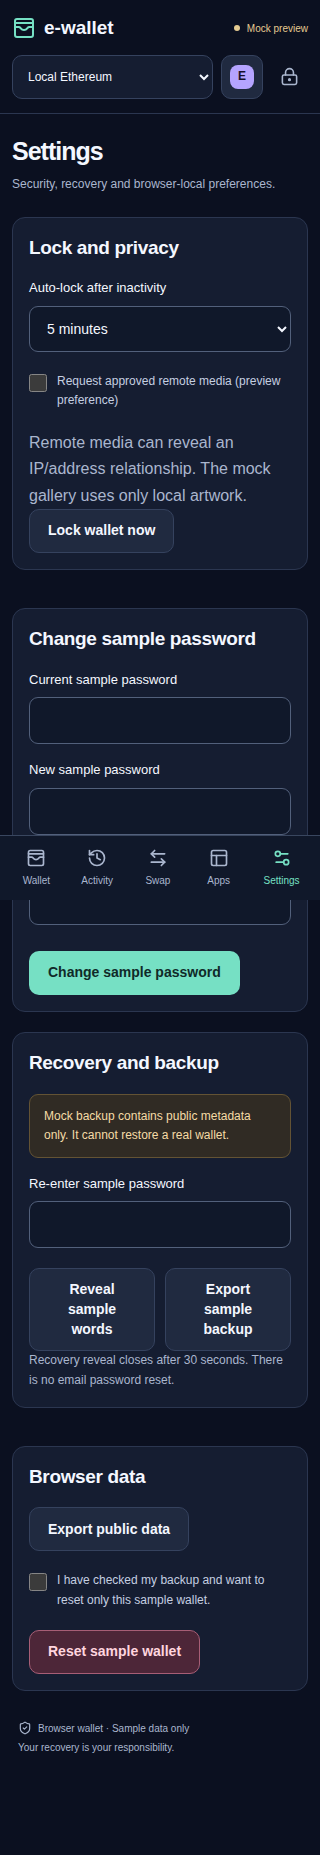 e-wallet
Mock preview
Local Ethereum
E
Settings
Security, recovery and browser-local preferences.
Lock and privacy
Auto-lock after inactivity
5 minutes
Request approved remote media (preview
preference)
Remote media can reveal an
IP/address relationship. The mock
gallery uses only local artwork.
Lock wallet now
Change sample password
Current sample password
New sample password
Wallet
Activity
Swap
Apps
Settings
Change sample password
Recovery and backup
Mock backup contains public metadata
only. It cannot restore a real wallet.
Re-enter sample password
Reveal
sample
words
Export
sample
backup
Recovery reveal closes after 30 seconds. There
is no email password reset.
Browser data
Export public data
I have checked my backup and want to
reset only this sample wallet.
Reset sample wallet
Browser wallet · Sample data only
Your recovery is your responsibility.